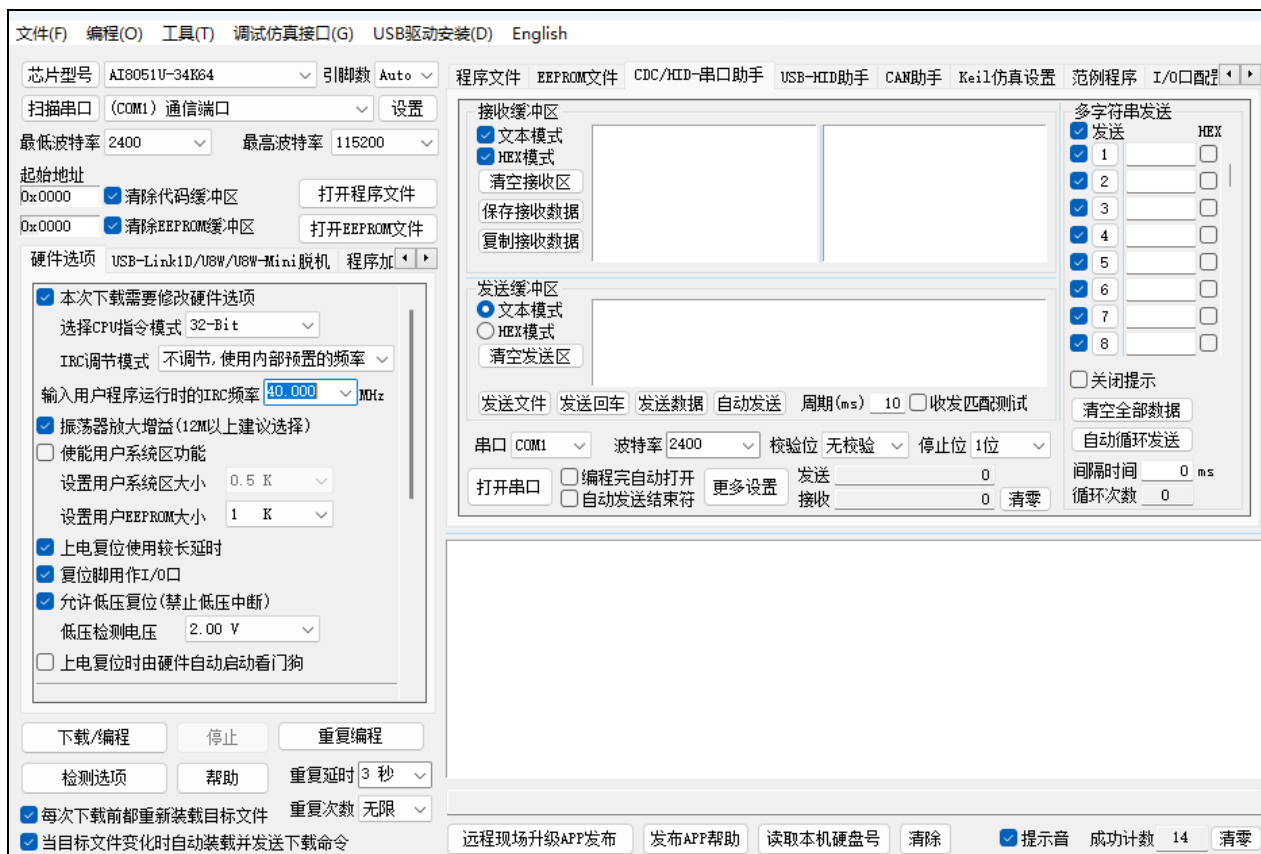 文件(F) 编程(O) 工具(T) 调试仿真接口(G) USB驱动安装(D) English
芯片型号 AI8051U-34K64 引脚数 Auto
扫描串口 (COM1) 通信端口 设置
最低波特率 2400 最高波特率 115200
起始地址
0x0000 清除代码缓冲区 打开程序文件
0x0000 清除EEPROM缓冲区 打开EEPROM文件
硬件选项 USB-Link1D/U8W/U8W-Mini脱机 程序加
本次下载需要修改硬件选项
选择CPU指令模式 32-Bit
IRC调节模式 不调节,使用内部预置的频率
输入用户程序运行时的IRC频率 40.000 MHz
振荡器放大增益(12M以上建议选择)
使能用户系统区功能
设置用户系统区大小 0.5 K
设置用户EEPROM大小 1 K
上电复位使用较长延时
复位脚用作I/O口
允许低压复位(禁止低压中断)
低压检测电压 2.00 V
上电复位时由硬件自动启动看门狗
下载/编程 停止 重复编程
检测选项 帮助 重复延时 3 秒
每次下载前都重新装载目标文件 重复次数 无限
当目标文件变化时自动装载并发送下载命令
程序文件 EEPROM文件 CDC/HID-串口助手 USB-HID助手 CAN助手 Keil仿真设置 范例程序 I/O口配
接收缓冲区
文本模式
HEX模式
清空接收区
保存接收数据
复制接收数据
发送缓冲区
文本模式
HEX模式
清空发送区
发送文件 发送回车 发送数据 自动发送 周期(ms) 10 收发匹配测试
串口 COM1 波特率 2400 校验位 无校验 停止位 1位
打开串口 编程完自动打开 更多设置 发送 0
自动发送结束符 接收 0 清零
多字符串发送
发送 HEX
1
2
3
4
5
6
7
8
关闭提示
清空全部数据
自动循环发送
间隔时间 0 ms
循环次数 0
远程现场升级APP发布 发布APP帮助 读取本机硬盘号 清除 提示音 成功计数 14 清零